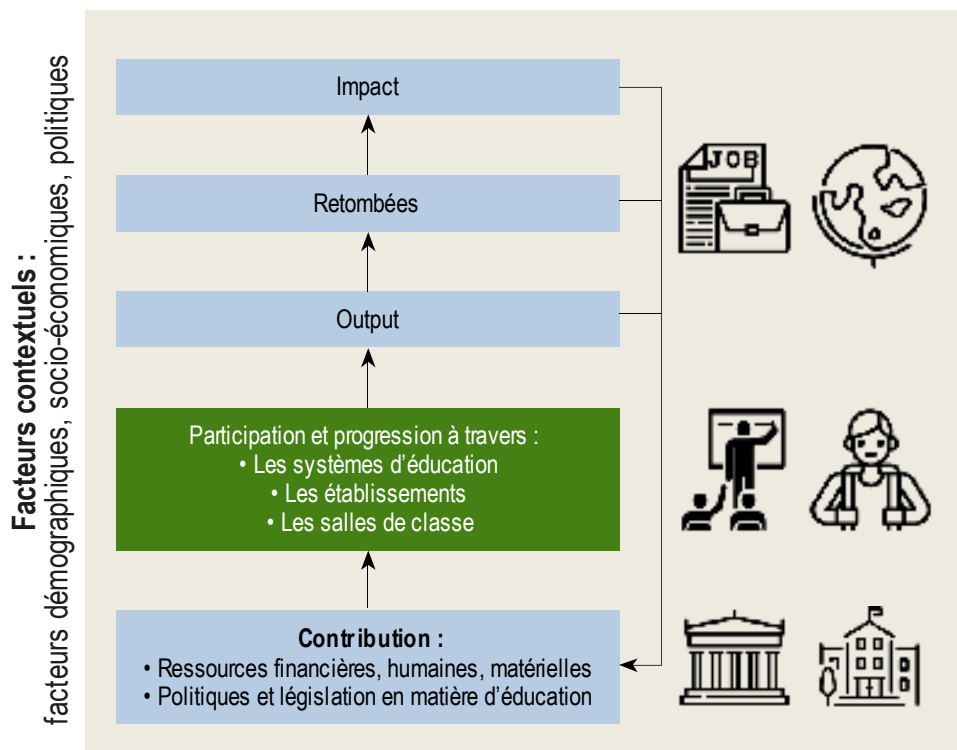 Facteurs contextuels :
facteurs démographiques, socio-économiques, politiques
Impact
Retombées
Output
Participation et progression à travers :
• Les systèmes d’éducation
• Les établissements
• Les salles de classe
Contribution :
• Ressources financières, humaines, matérielles
• Politiques et législation en matière d’éducation
JOB